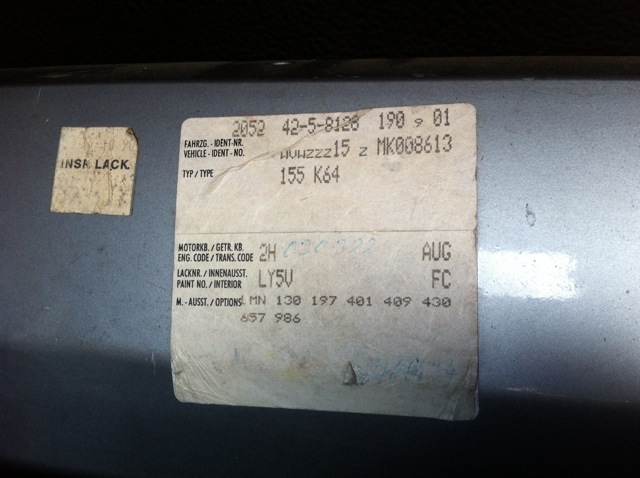 2052 42-5-8126 190 9 01
FAHRZG.-IDENT-NR.
VEHICLE-IDENT-NO. WVWZZZ15 Z MK008613
TYP/TYPE 155 K64
MOTORKB./GETR.KB.
ENG.CODE/TRANS.CODE 2H AUG
LACKNR./INNENAUSST.
PAINT NO./INTERIOR LY5V FC
M.-AUSST./OPTIONS LMN 130 197 401 409 430
657 986
INSP. LACK